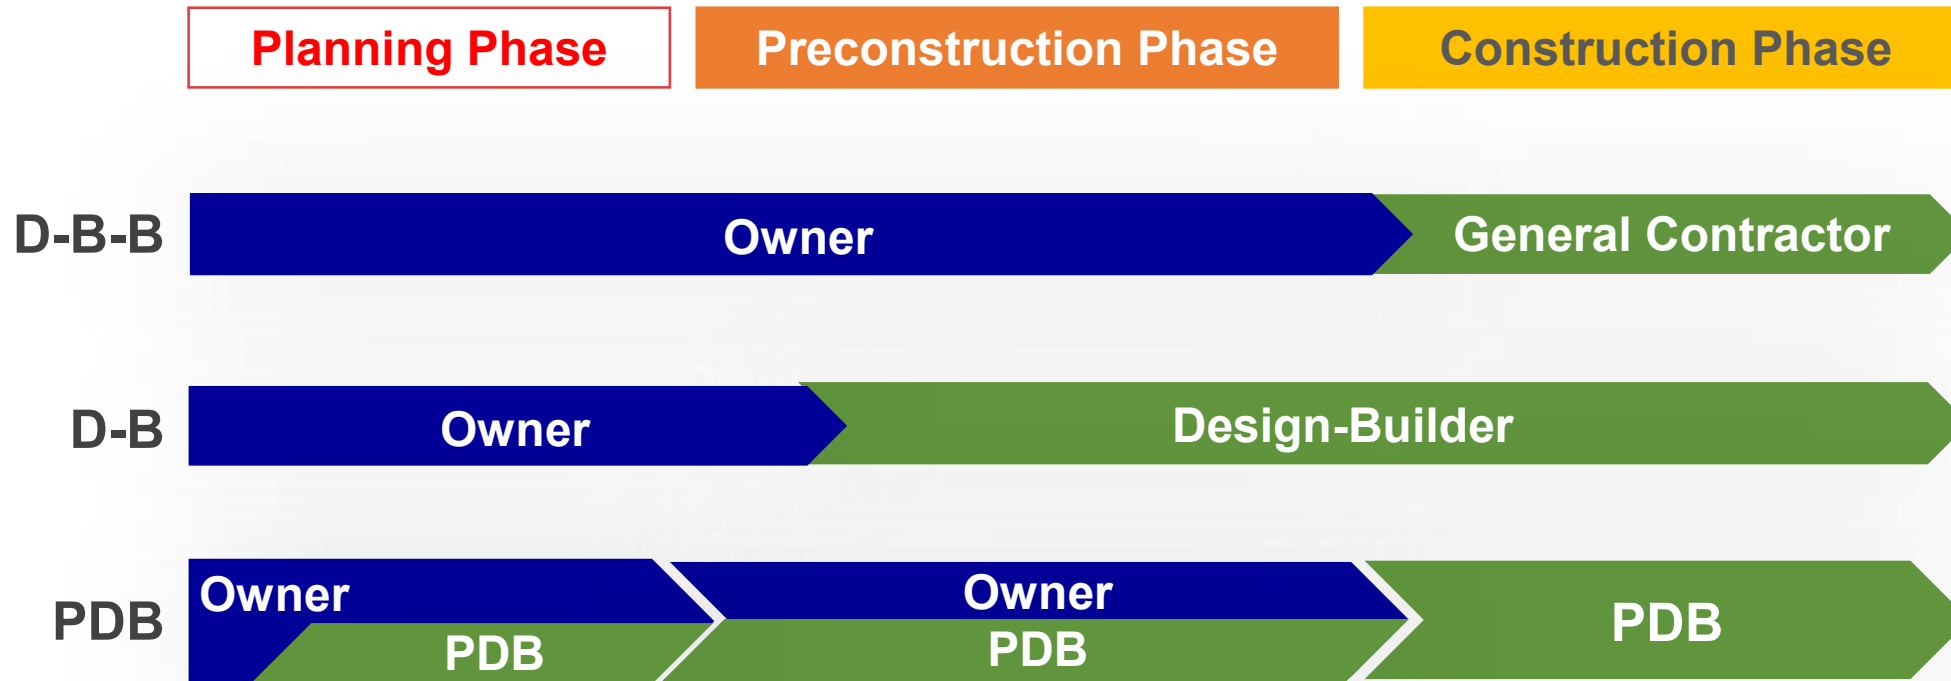 Planning Phase
Preconstruction Phase
Construction Phase
D-B-B
Owner
General Contractor
D-B
Owner
Design-Builder
PDB
Owner
PDB
Owner
PDB
PDB